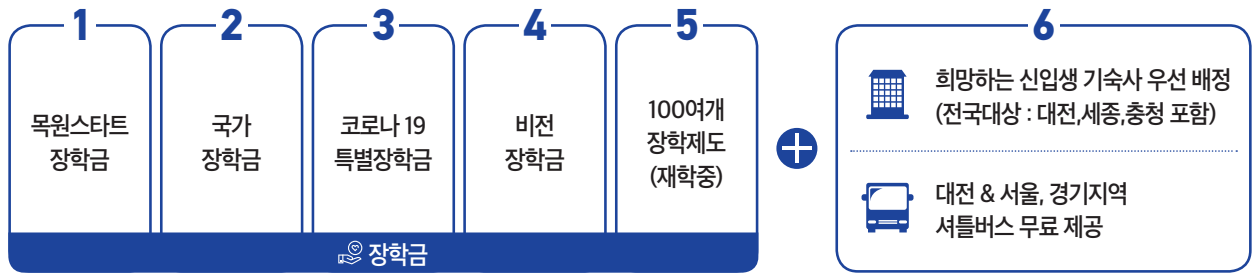 1
목원스타트
장학금
2
국가
장학금
3
코로나 19
특별장학금
4
비전
장학금
5
100여개
장학제도
(재학중)
장학금
6
희망하는 신입생 기숙사 우선 배정
(전국대상 : 대전,세종,충청 포함)
대전 & 서울, 경기지역
셔틀버스 무료 제공